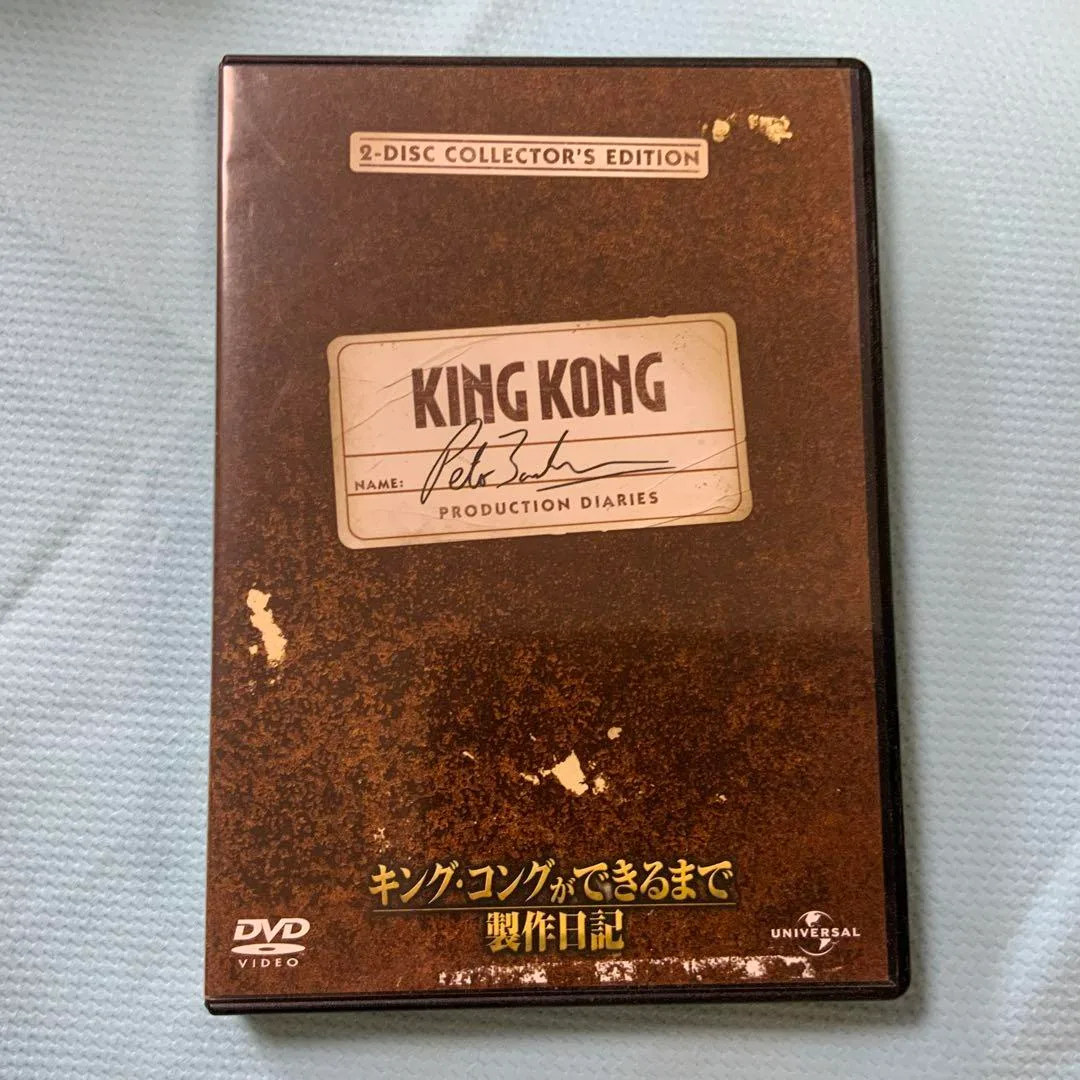 2-DISC COLLECTOR'S EDITION
KING KONG
NAME:
PRODUCTION DIARIES
キング・コングができるまで
製作日記
DVD
VIDEO
UNIVERSAL